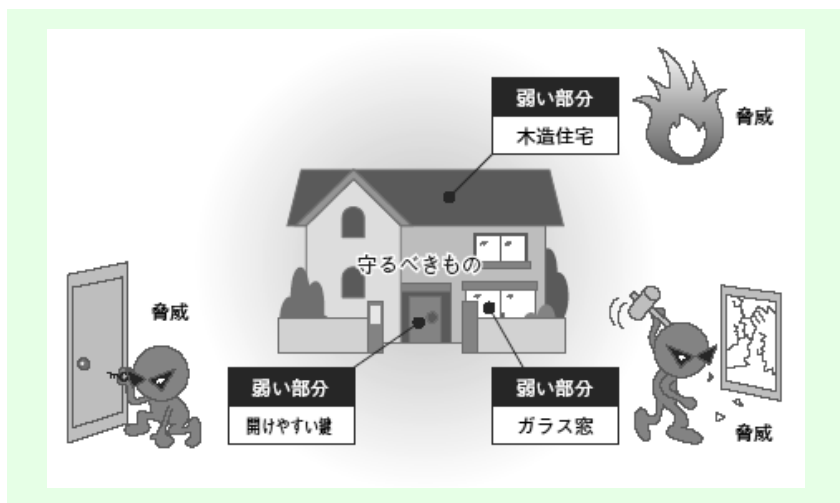 弱い部分
木造住宅
脅威
守るべきもの
脅威
弱い部分
開けやすい鍵
弱い部分
ガラス窓
脅威